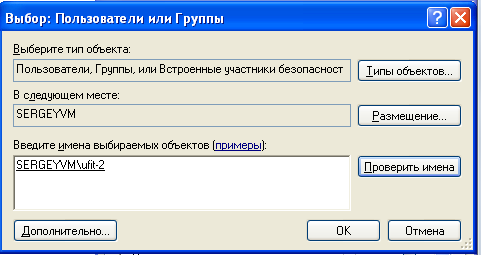 Выбор: Пользователи или Группы
Выберите тип объекта:
Пользователи, Группы, или Встроенные участники безопасност
Типы объектов...
В следующем месте:
SERGEYVM
Размещение...
Введите имена выбираемых объектов (примеры):
SERGEYVM\ufit-2
Проверить имена
Дополнительно...
OK
Отмена